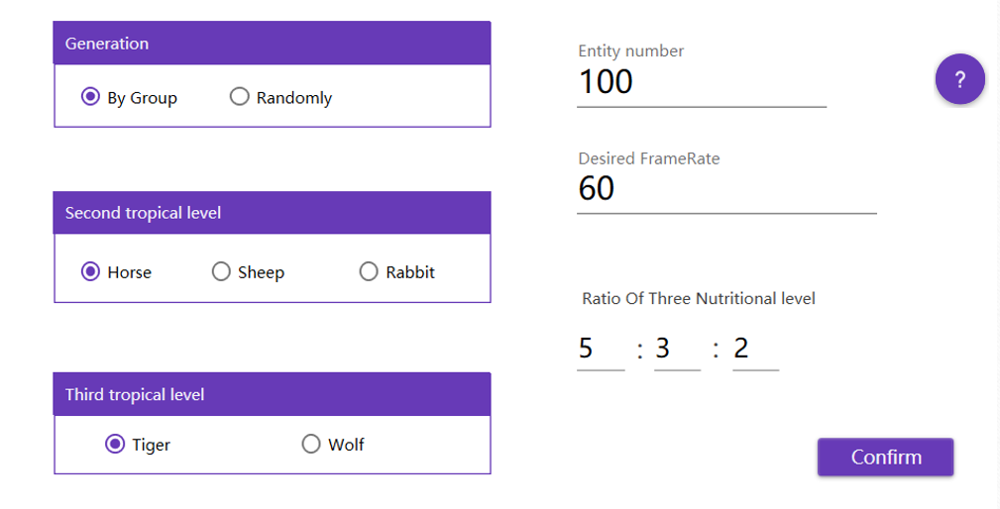 Generation
By Group
Randomly
Second tropical level
Horse
Sheep
Rabbit
Third tropical level
Tiger
Wolf
Entity number
100
?
Desired FrameRate
60
Ratio Of Three Nutritional level
5 : 3 : 2
Confirm